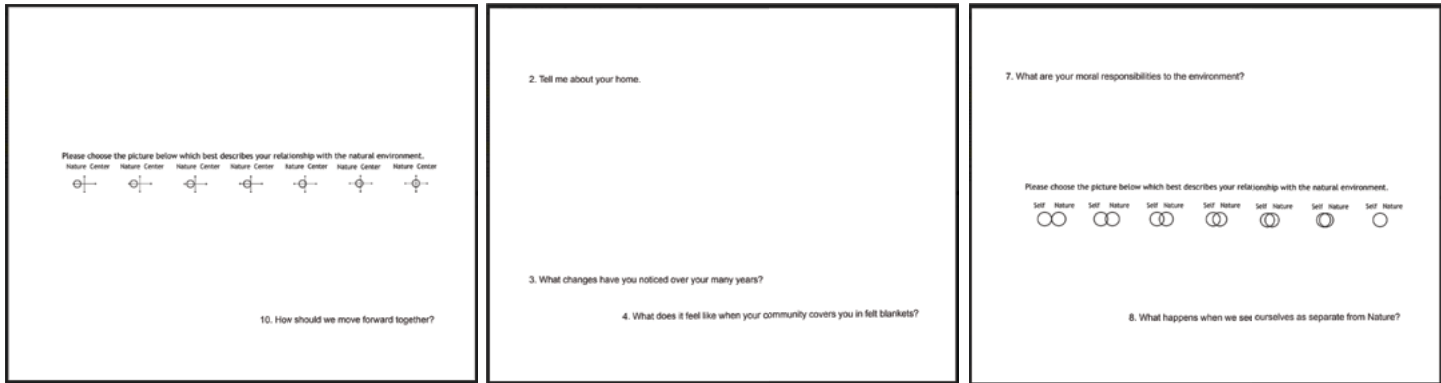 Please choose the picture below which best describes your relationship with the natural environment.
Nature Center Nature Center Nature Center Nature Center Nature Center Nature Center Nature Center
10. How should we move forward together?
2. Tell me about your home.
3. What changes have you noticed over your many years?
4. What does it feel like when your community covers you in felt blankets?
7. What are your moral responsibilities to the environment?
Please choose the picture below which best describes your relationship with the natural environment.
Self Nature Self Nature Self Nature Self Nature Self Nature Self Nature Self Nature
8. What happens when we see ourselves as separate from Nature?